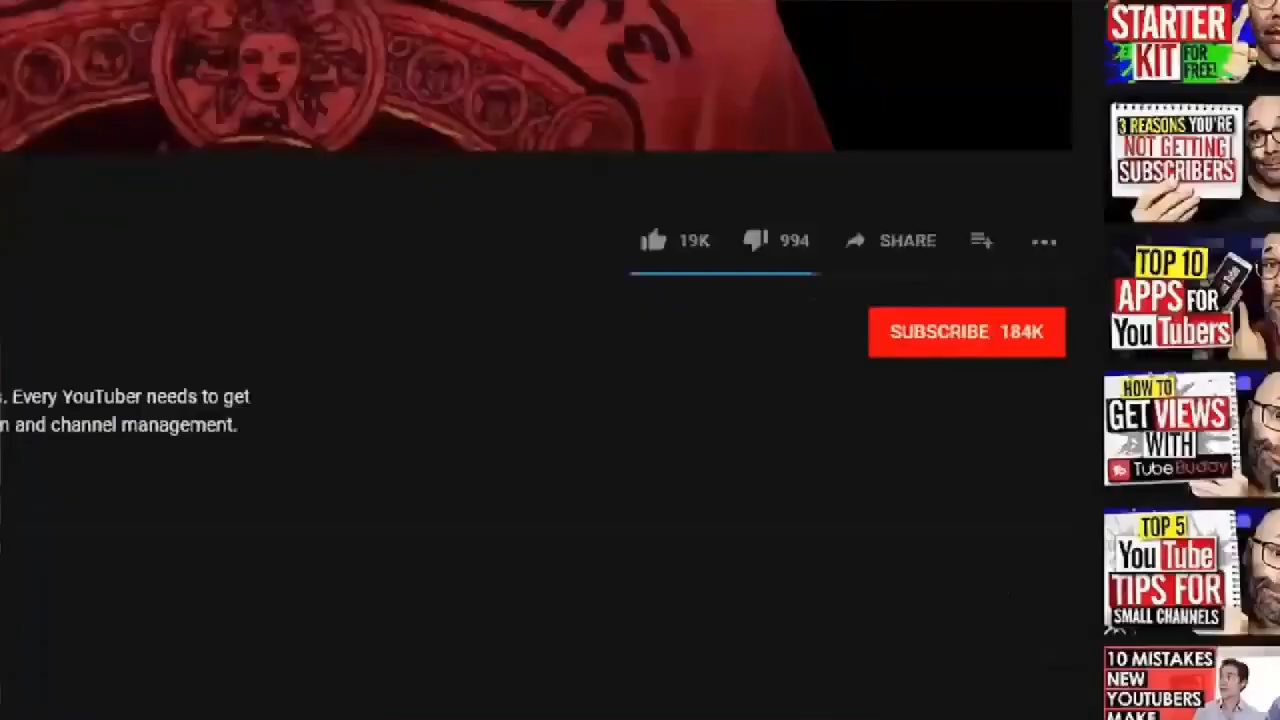 19K 994 SHARE
SUBSCRIBE 184K
. Every YouTuber needs to get
and channel management.
STARTER
KIT FOR
FREE!
3 REASONS YOU'RE
NOT GETTING
SUBSCRIBERS
TOP 10
APPS FOR
YouTubers
HOW TO
GET VIEWS
WITH
TubeBuddy
TOP 5
YouTube
TIPS FOR
SMALL CHANNELS
10 MISTAKES
NEW
YOUTUBERS
MAKE